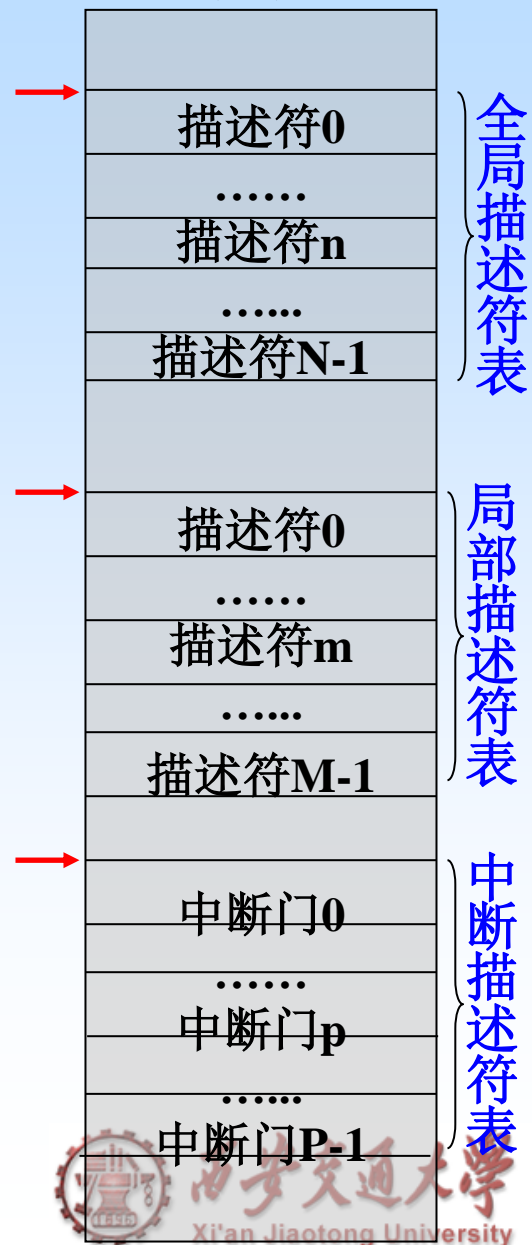 描述符0
……
描述符n
…...
描述符N-1
全局描述符表
描述符0
……
描述符m
…...
描述符M-1
局部描述符表
中断门0
……
中断门p
…...
中断门P-1
中断描述符表
1896
西安交通大學
Xi'an Jiaotong University